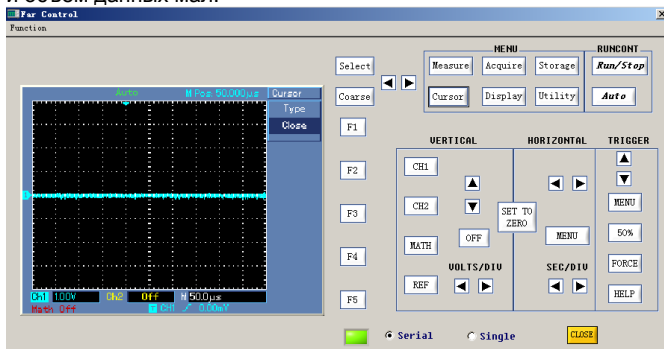 и объем данных мал.
Far Control
Function
Auto M Pos: 50.000μs Cursor
Type
Close
Ch1 1.00V Ch2 Off M 50.0μs
Math Off CH1 0.00mV
Select
Coarse
F1
F2
F3
F4
F5
MENU
Measure Acquire Storage
Cursor Display Utility
RUNCONT
Run/Stop
Auto
VERTICAL
CH1
CH2
MATH
REF
OFF
VOLTS/DIV
SET TO
ZERO
HORIZONTAL
MENU
SEC/DIV
TRIGGER
MENU
50%
FORCE
HELP
Serial Single CLOSE